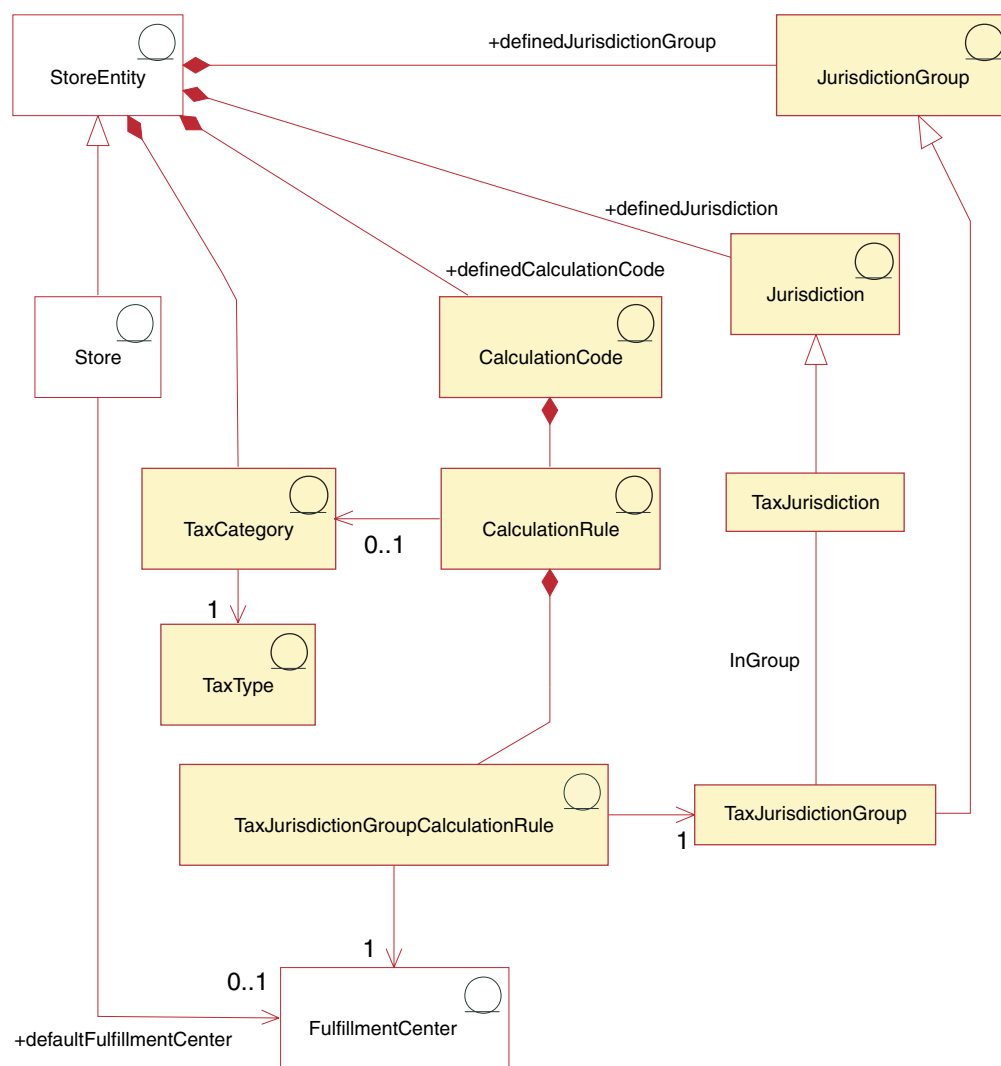 +definedJurisdictionGroup
StoreEntity
JurisdictionGroup
+definedJurisdiction
+definedCalculationCode
Jurisdiction
Store
CalculationCode
TaxJurisdiction
TaxCategory
CalculationRule
0..1
1
InGroup
TaxType
TaxJurisdictionGroupCalculationRule
TaxJurisdictionGroup
1
1
0..1
FulfillmentCenter
+defaultFulfillmentCenter